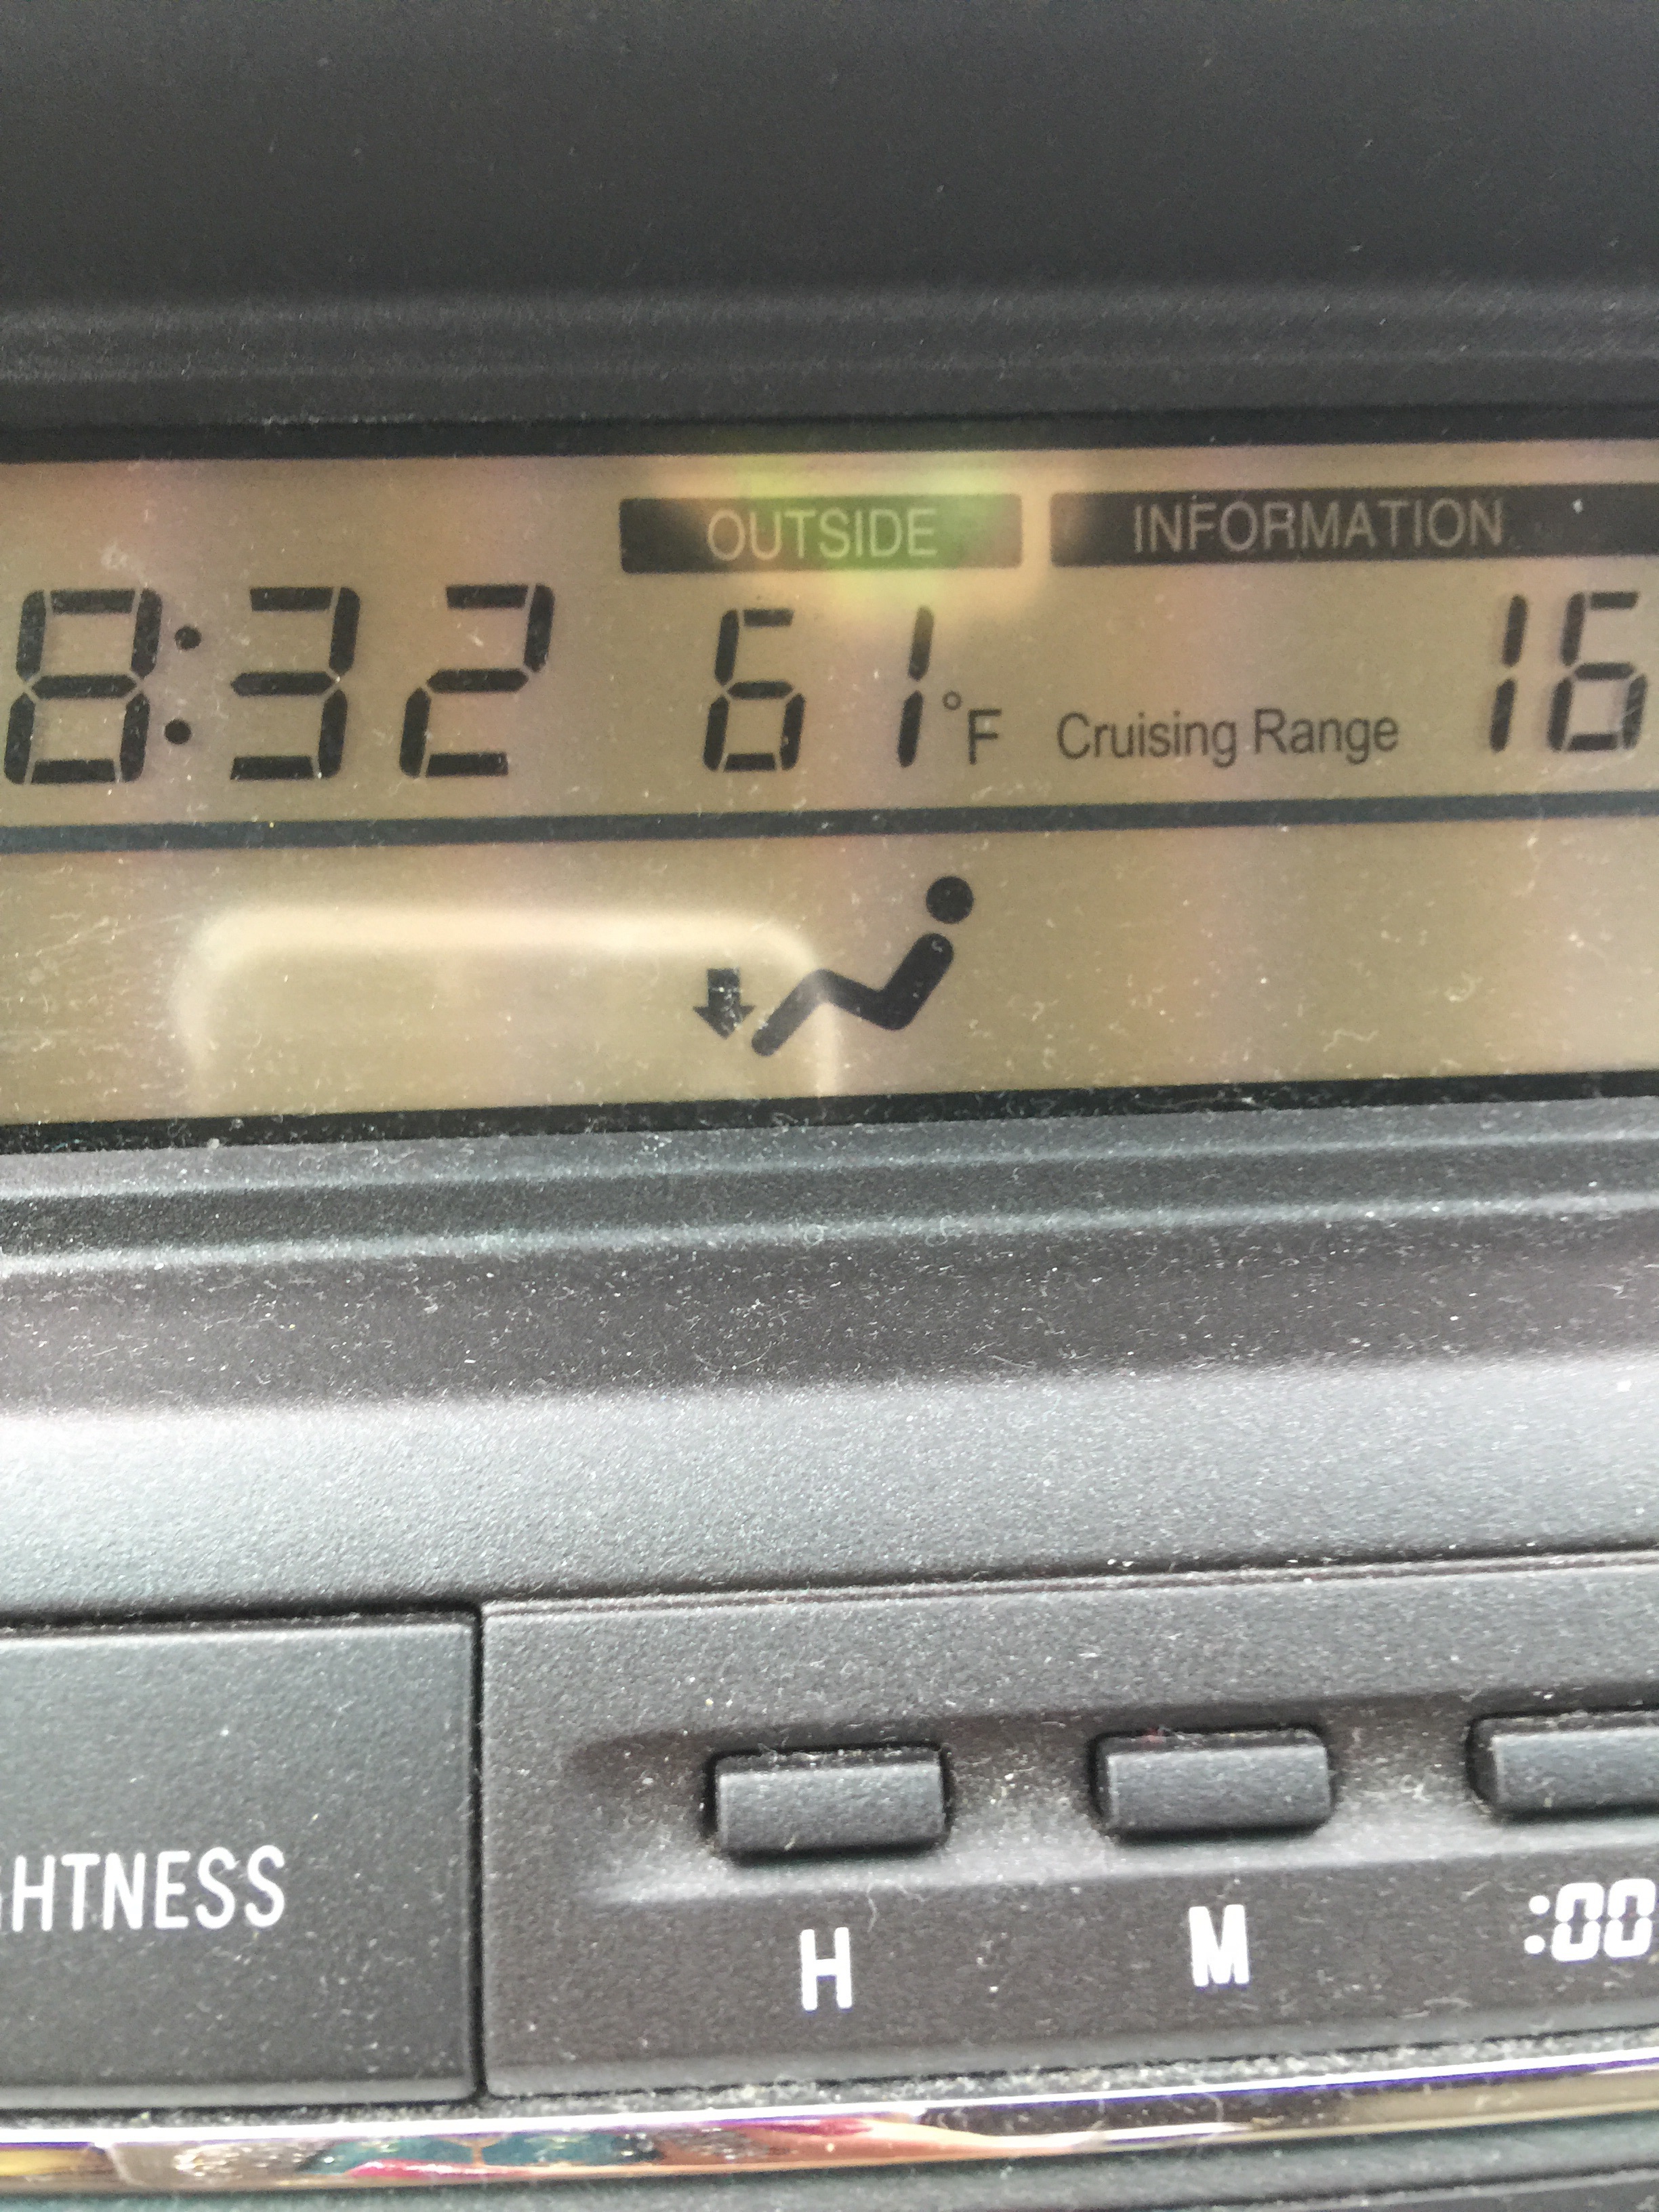 OUTSIDE INFORMATION
8:32 61°F Cruising Range 16
HTNESS
H M :00